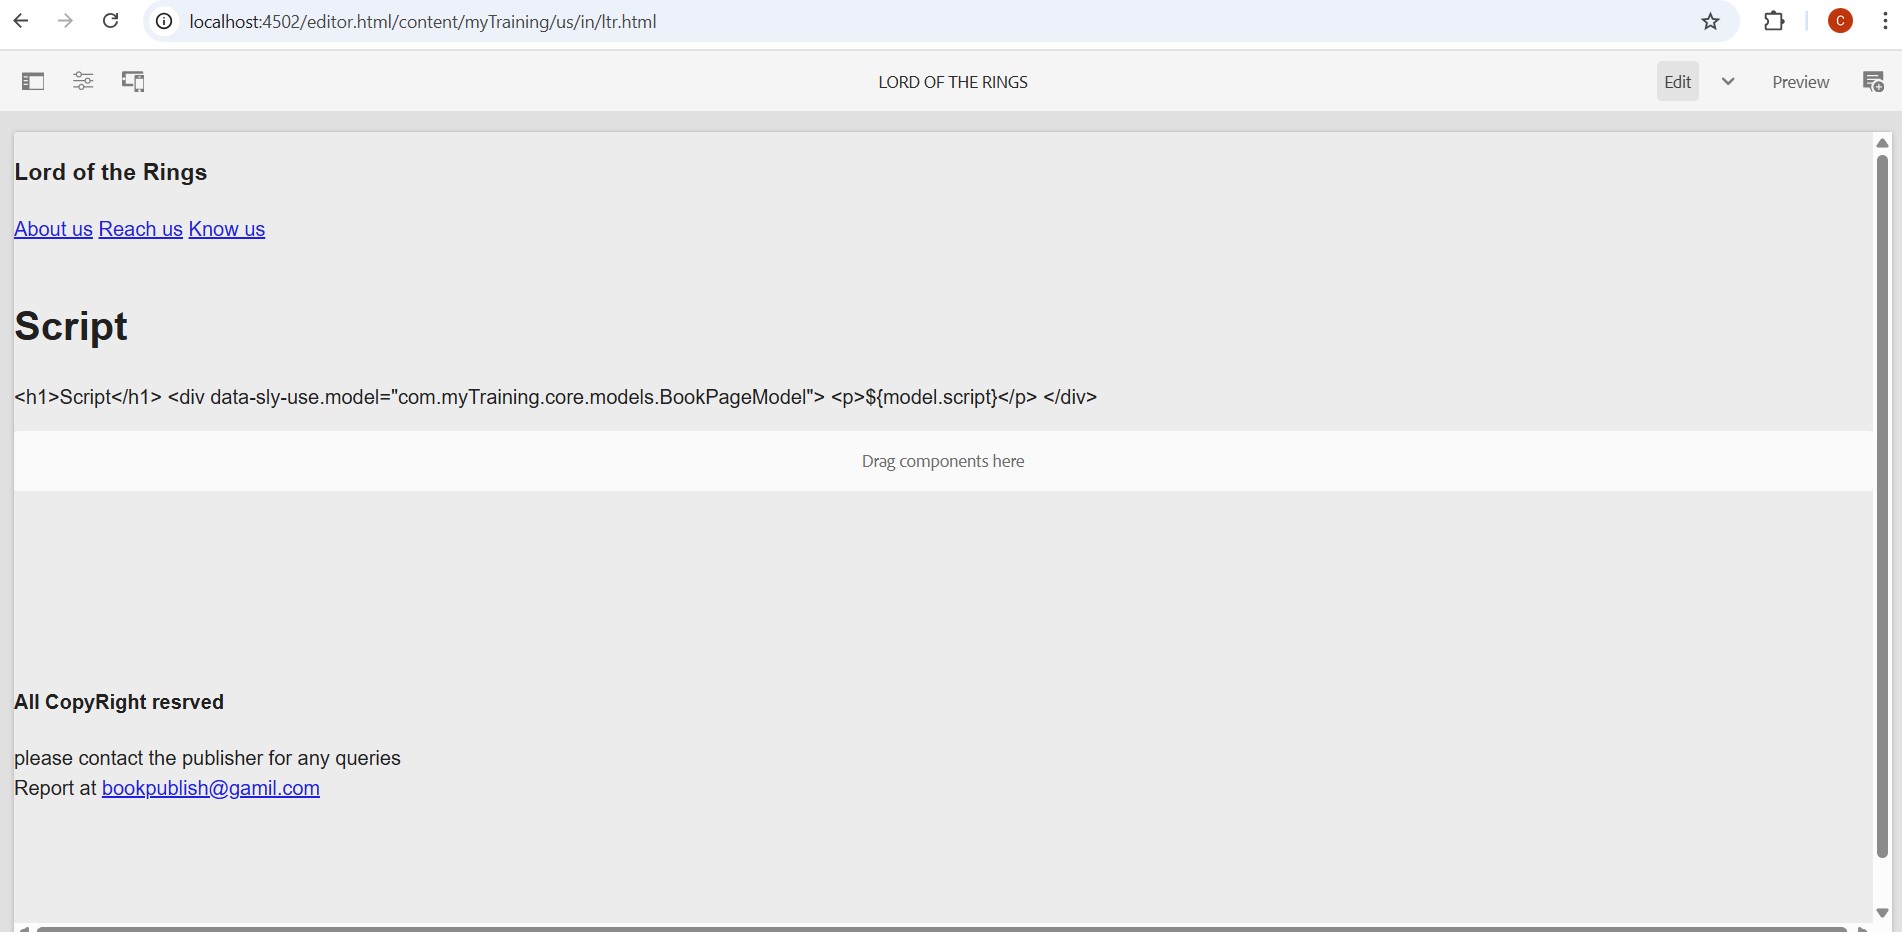 localhost:4502/editor.html/content/myTraining/us/in/ltr.html
C
LORD OF THE RINGS
Edit
Preview
Lord of the Rings
About us Reach us Know us
Script
<h1>Script</h1> <div data-sly-use.model="com.myTraining.core.models.BookPageModel"> <p>${model.script}</p> </div>
Drag components here
All CopyRight resrved
please contact the publisher for any queries
Report at bookpublish@gamil.com